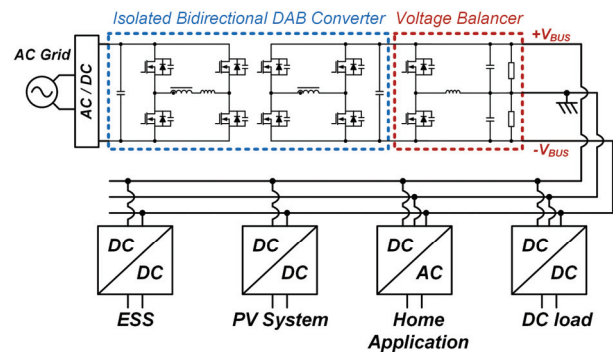 Isolated Bidirectional DAB Converter
Voltage Balancer
AC Grid
AC / DC
+VBUS
-VBUS
DC
DC
ESS
DC
DC
PV System
DC
AC
Home
Application
DC
DC
DC load